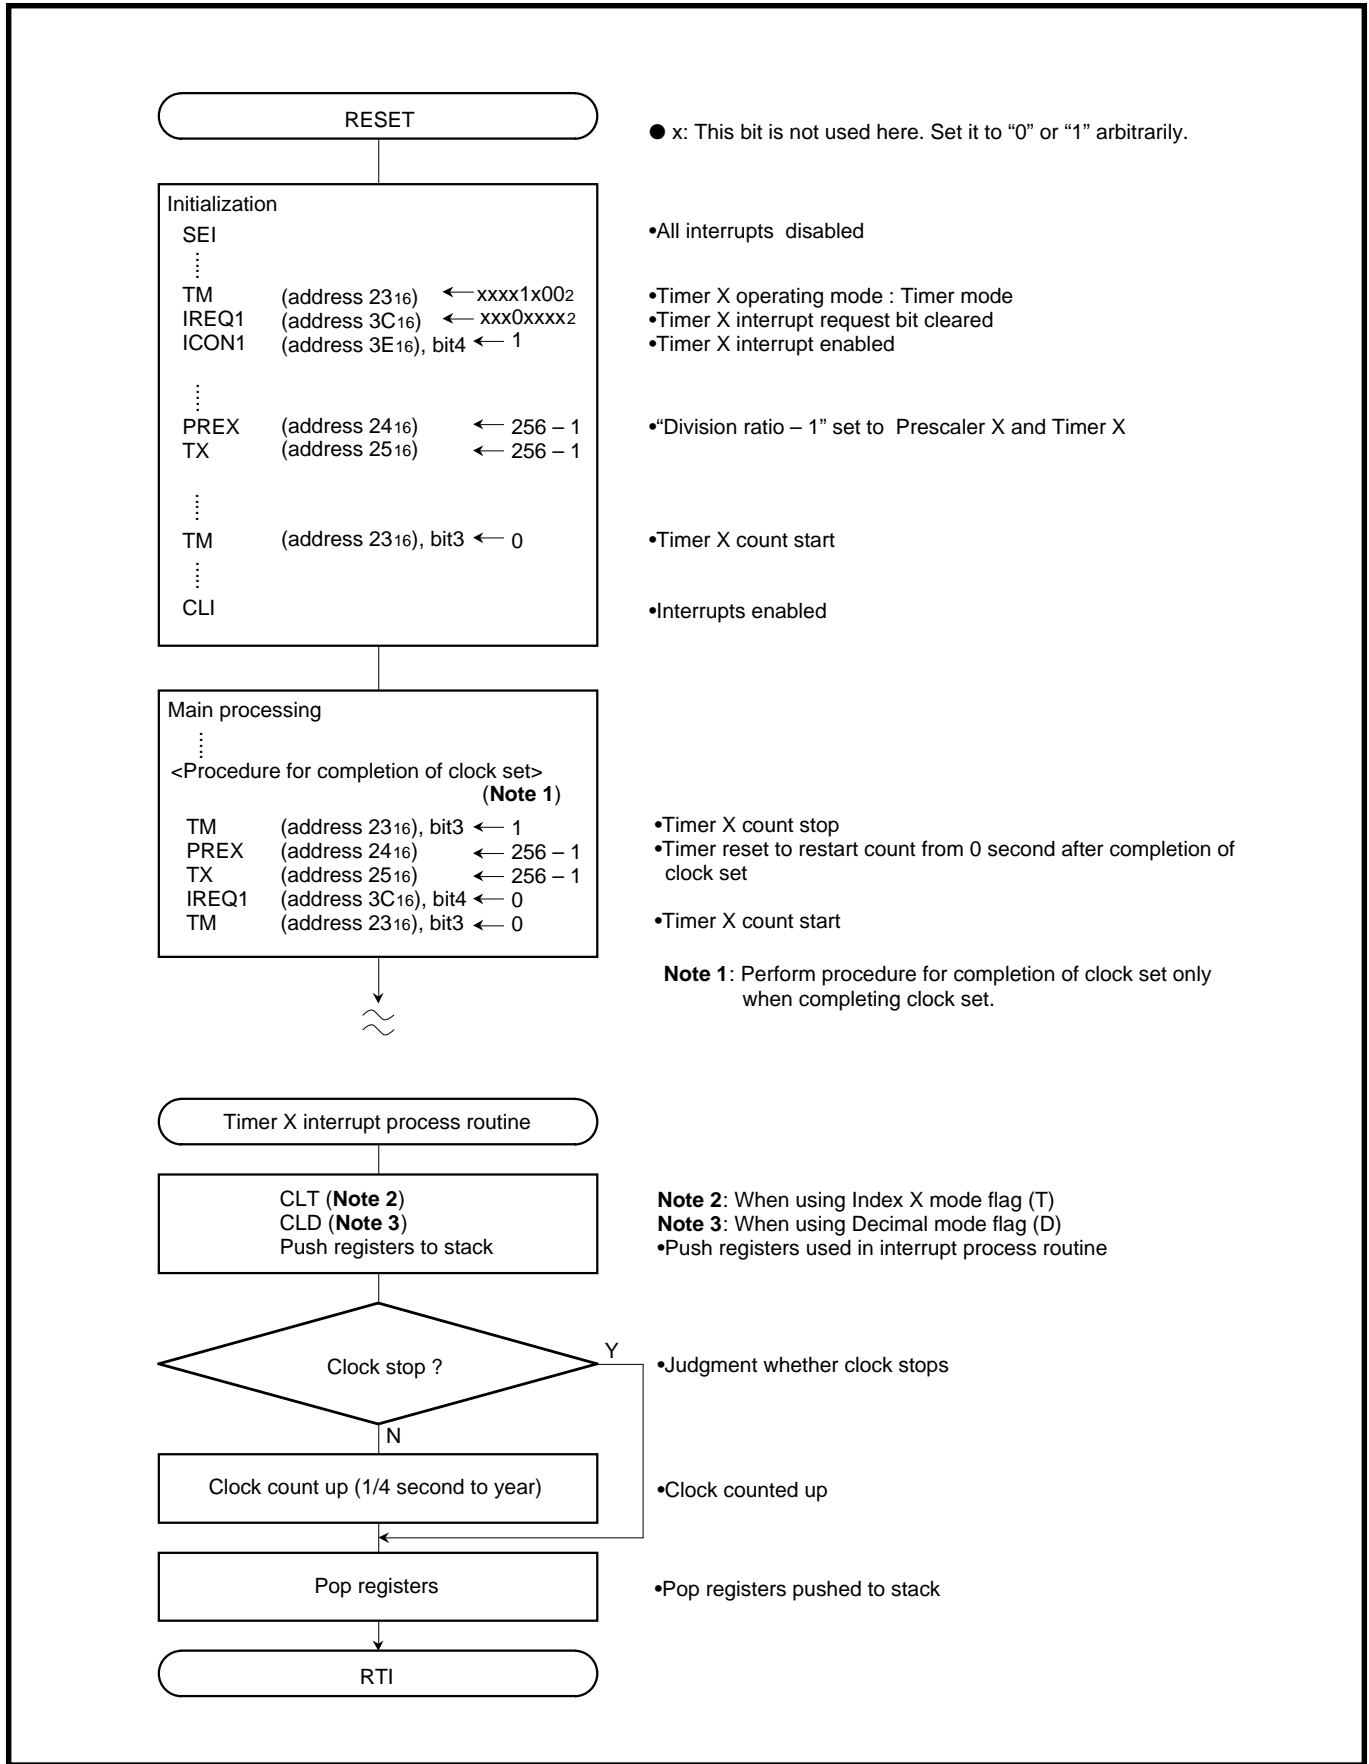 RESET
● x: This bit is not used here. Set it to “0” or “1” arbitrarily.
Initialization
SEI
•All interrupts disabled
TM (address 2316) ← xxxx1x002
•Timer X operating mode : Timer mode
IREQ1 (address 3C16) ← xxx0xxxx2
•Timer X interrupt request bit cleared
ICON1 (address 3E16), bit4 ← 1
•Timer X interrupt enabled
PREX (address 2416) ← 256 – 1
•“Division ratio – 1” set to Prescaler X and Timer X
TX (address 2516) ← 256 – 1
TM (address 2316), bit3 ← 0
•Timer X count start
CLI
•Interrupts enabled
Main processing
<Procedure for completion of clock set>
(Note 1)
TM (address 2316), bit3 ← 1
•Timer X count stop
PREX (address 2416) ← 256 – 1
•Timer reset to restart count from 0 second after completion of
TX (address 2516) ← 256 – 1
clock set
IREQ1 (address 3C16), bit4 ← 0
TM (address 2316), bit3 ← 0
•Timer X count start
Note 1: Perform procedure for completion of clock set only
when completing clock set.
Timer X interrupt process routine
CLT (Note 2)
Note 2: When using Index X mode flag (T)
CLD (Note 3)
Note 3: When using Decimal mode flag (D)
Push registers to stack
•Push registers used in interrupt process routine
Clock stop ?
Y
•Judgment whether clock stops
N
Clock count up (1/4 second to year)
•Clock counted up
Pop registers
•Pop registers pushed to stack
RTI